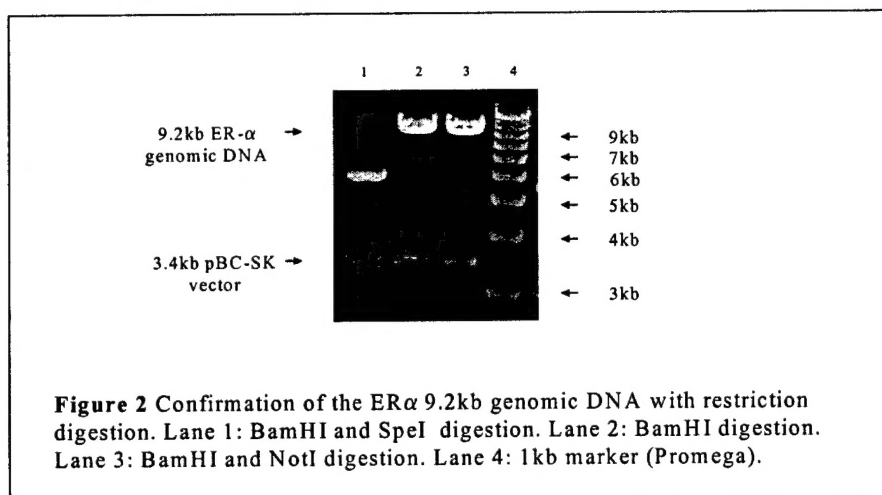 1 2 3 4
9.2kb ER-α →
genomic DNA
3.4kb pBC-SK →
vector
← 9kb
← 7kb
← 6kb
← 5kb
← 4kb
← 3kb
Figure 2 Confirmation of the ERα 9.2kb genomic DNA with restriction
digestion. Lane 1: BamHI and SpeI digestion. Lane 2: BamHI digestion.
Lane 3: BamHI and NotI digestion. Lane 4: 1kb marker (Promega).